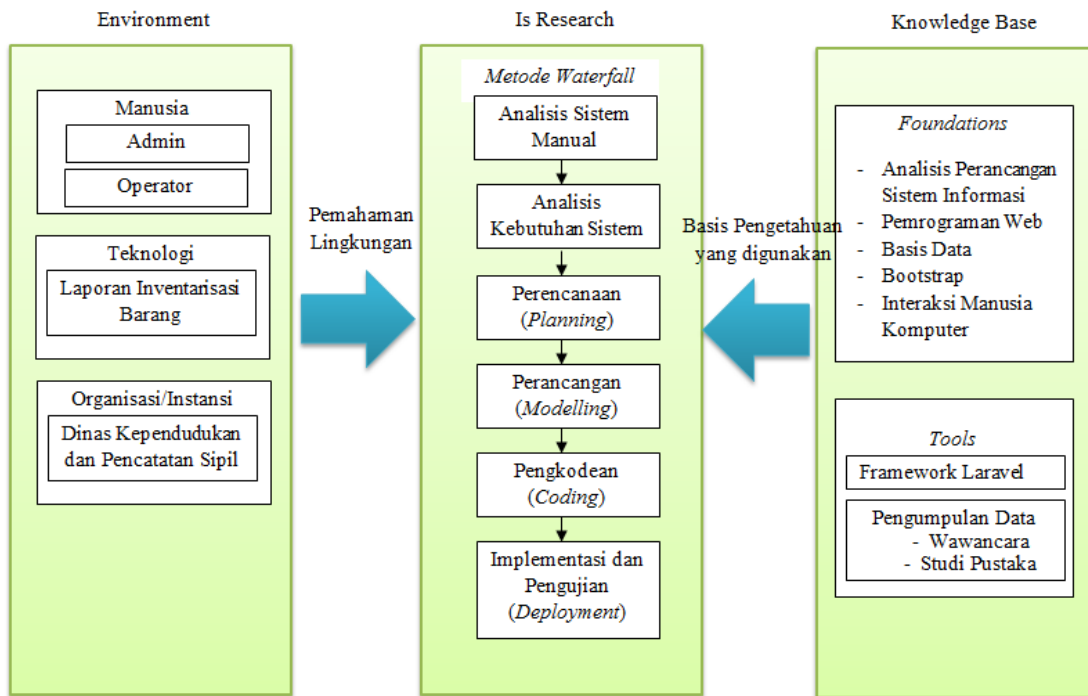 Environment
Manusia
Admin
Operator
Teknologi
Laporan Inventarisasi
Barang
Organisasi/Instansi
Dinas Kependudukan
dan Pencatatan Sipil
Pemahaman
Lingkungan
Is Research
Metode Waterfall
Analisis Sistem
Manual
Analisis
Kebutuhan Sistem
Perencanaan
(Planning)
Perancangan
(Modelling)
Pengkodean
(Coding)
Implementasi dan
Pengujian
(Deployment)
Basis Pengetahuan
yang digunakan
Knowledge Base
Foundations
- Analisis Perancangan
Sistem Informasi
- Pemrograman Web
- Basis Data
- Bootstrap
- Interaksi Manusia
Komputer
Tools
Framework Laravel
Pengumpulan Data
- Wawancara
- Studi Pustaka